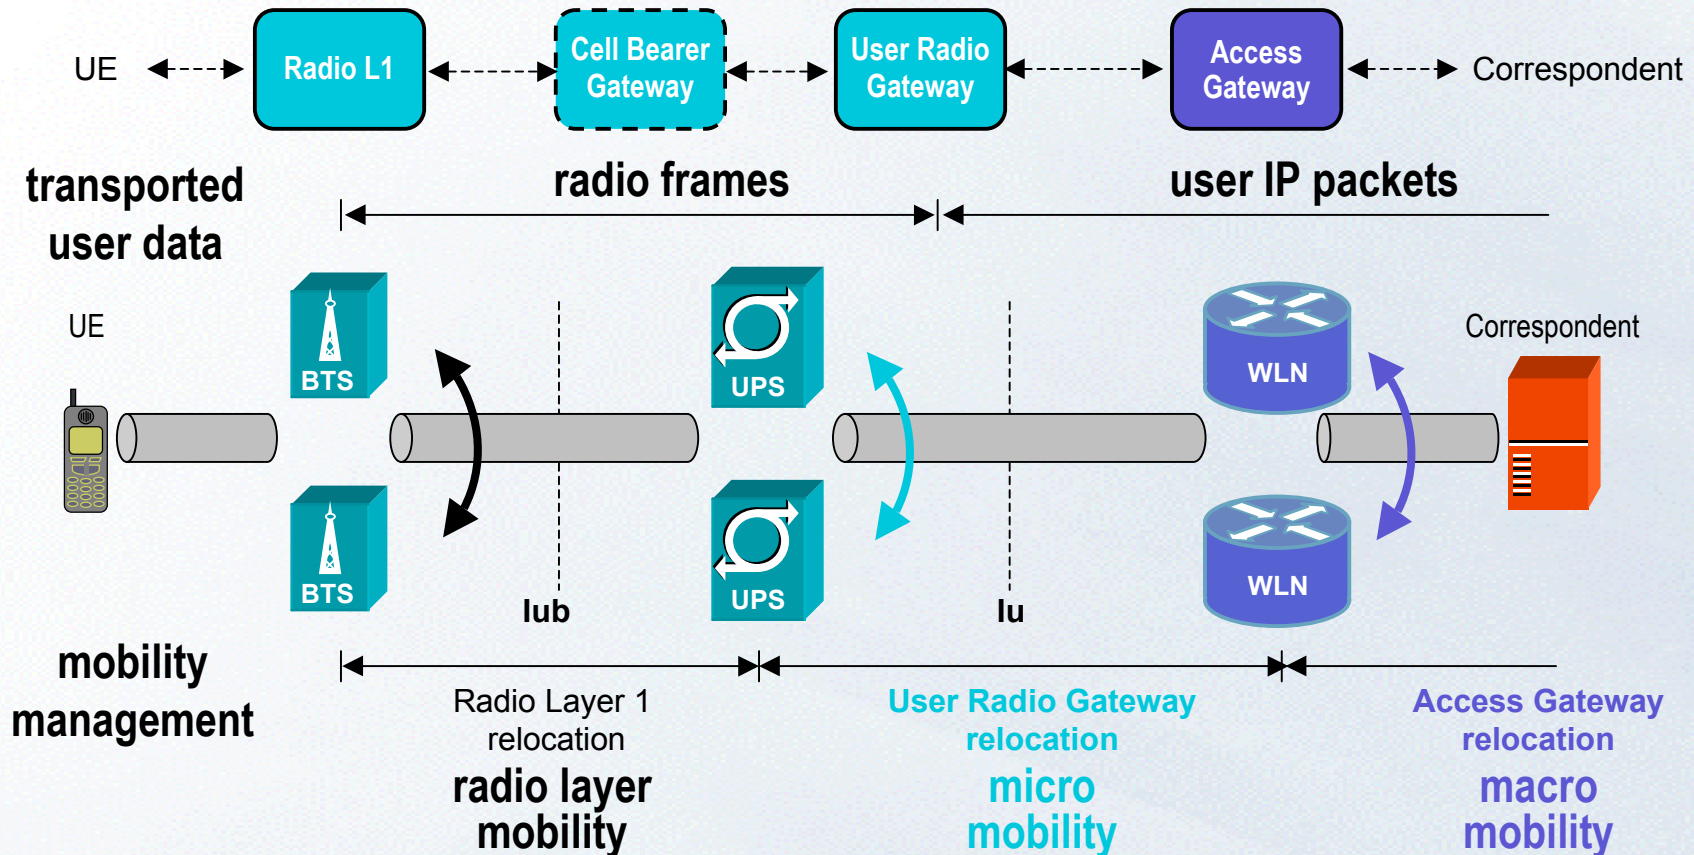 UE
Radio L1
Cell Bearer
Gateway
User Radio
Gateway
Access
Gateway
Correspondent
transported
user data
radio frames
user IP packets
UE
BTS
UPS
WLN
Correspondent
BTS
UPS
WLN
Iub
Iu
mobility
management
Radio Layer 1
relocation
radio layer
mobility
User Radio Gateway
relocation
micro
mobility
Access Gateway
relocation
macro
mobility